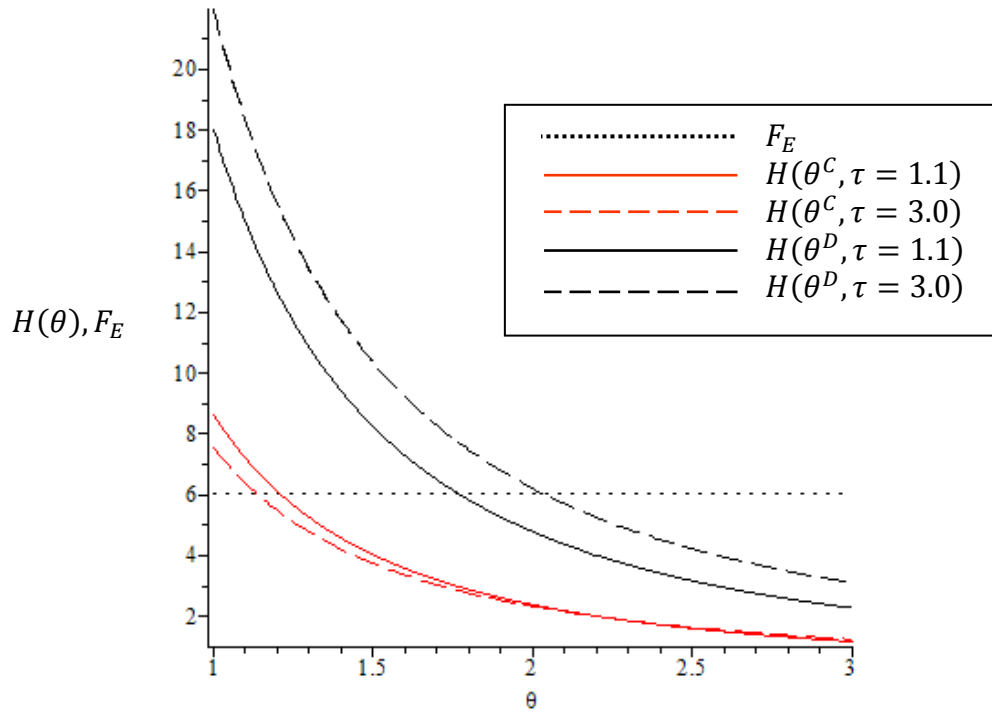 20
18
16
14
12
H(θ), F_E
10
8
6
4
2
1
1.5
2
2.5
3
θ
F_E
H(θ^C, τ = 1.1)
H(θ^C, τ = 3.0)
H(θ^D, τ = 1.1)
H(θ^D, τ = 3.0)